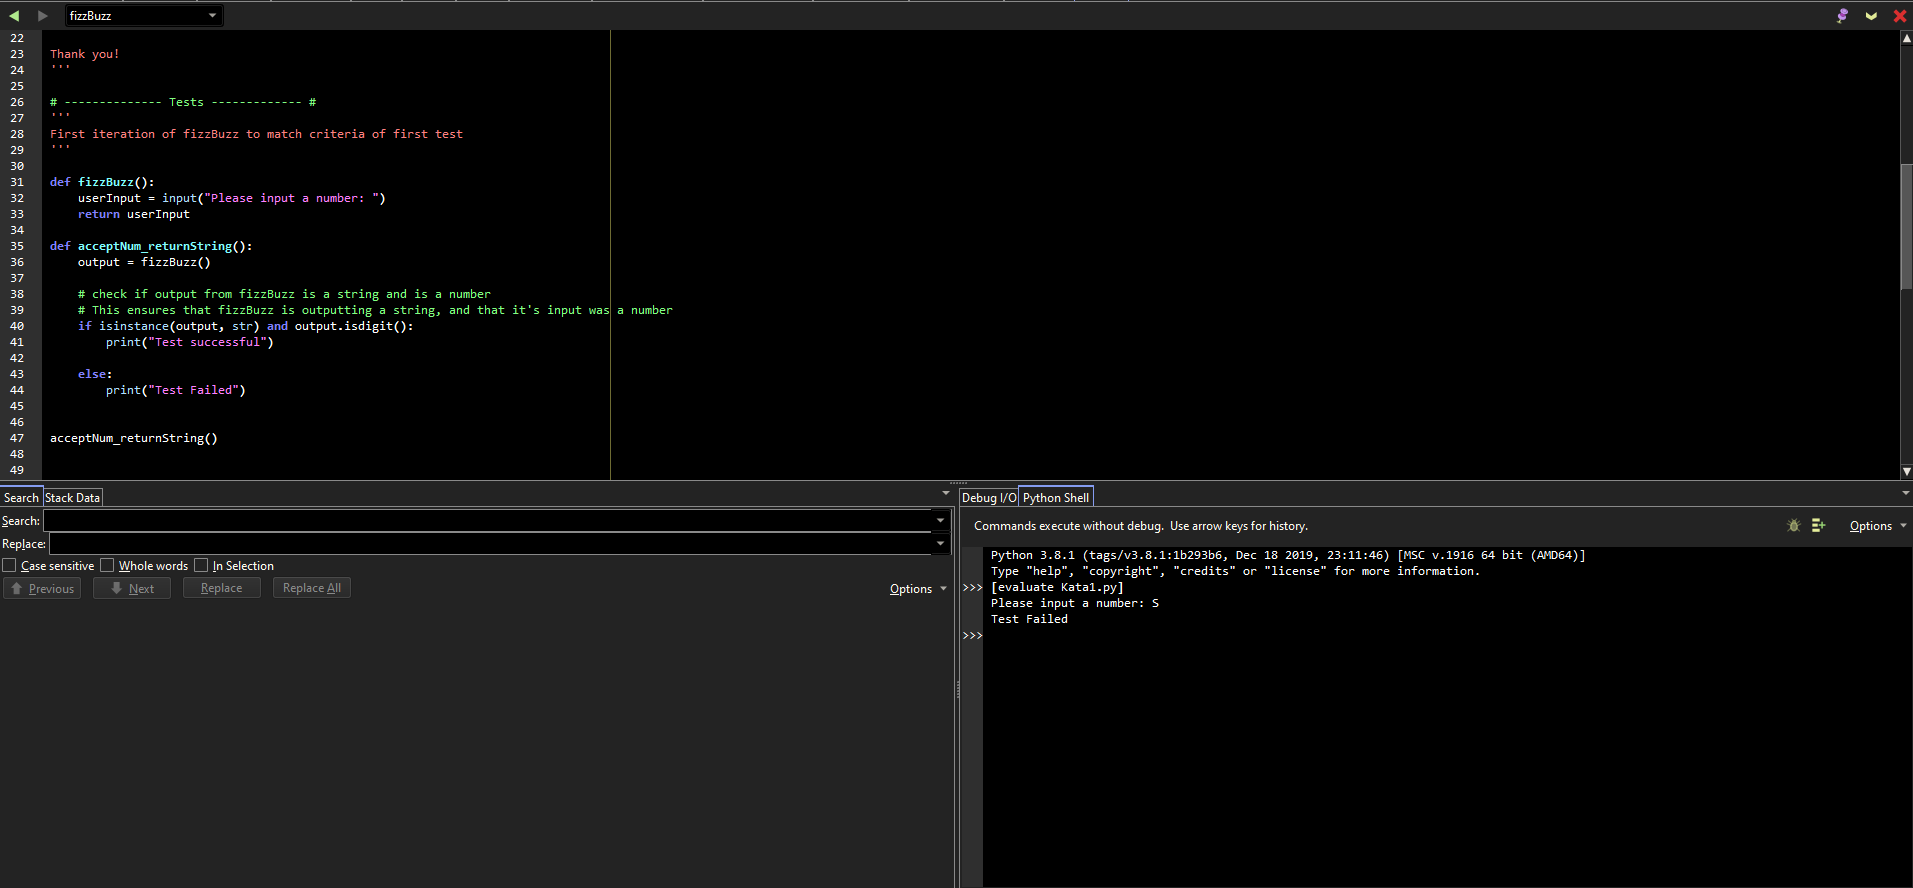 fizzBuzz
22
23 Thank you!
24 '''
25
26 # -------------- Tests ------------- #
27 '''
28 First iteration of fizzBuzz to match criteria of first test
29 '''
30
31 def fizzBuzz():
32     userInput = input("Please input a number: ")
33     return userInput
34
35 def acceptNum_returnString():
36     output = fizzBuzz()
37
38     # check if output from fizzBuzz is a string and is a number
39     # This ensures that fizzBuzz is outputting a string, and that it's input was a number
40     if isinstance(output, str) and output.isdigit():
41         print("Test successful")
42
43     else:
44         print("Test Failed")
45
46
47 acceptNum_returnString()
48
49
Search Stack Data
Search:
Replace:
Case sensitive Whole words In Selection
Previous Next Replace Replace All Options
Debug I/O Python Shell
Commands execute without debug. Use arrow keys for history. Options
Python 3.8.1 (tags/v3.8.1:1b293b6, Dec 18 2019, 23:11:46) [MSC v.1916 64 bit (AMD64)]
Type "help", "copyright", "credits" or "license" for more information.
>>> [evaluate Kata1.py]
Please input a number: S
Test Failed
>>>